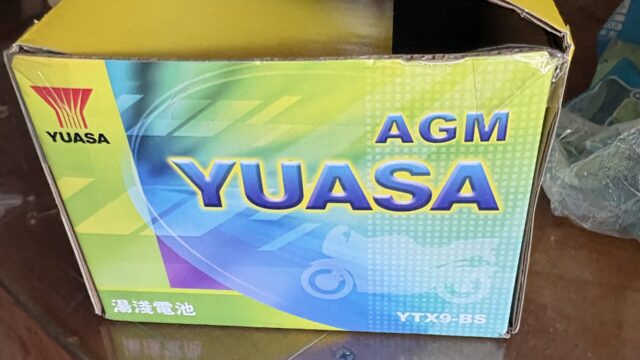 YUASA
AGM
YUASA
湯淺電池
YTX9-BS